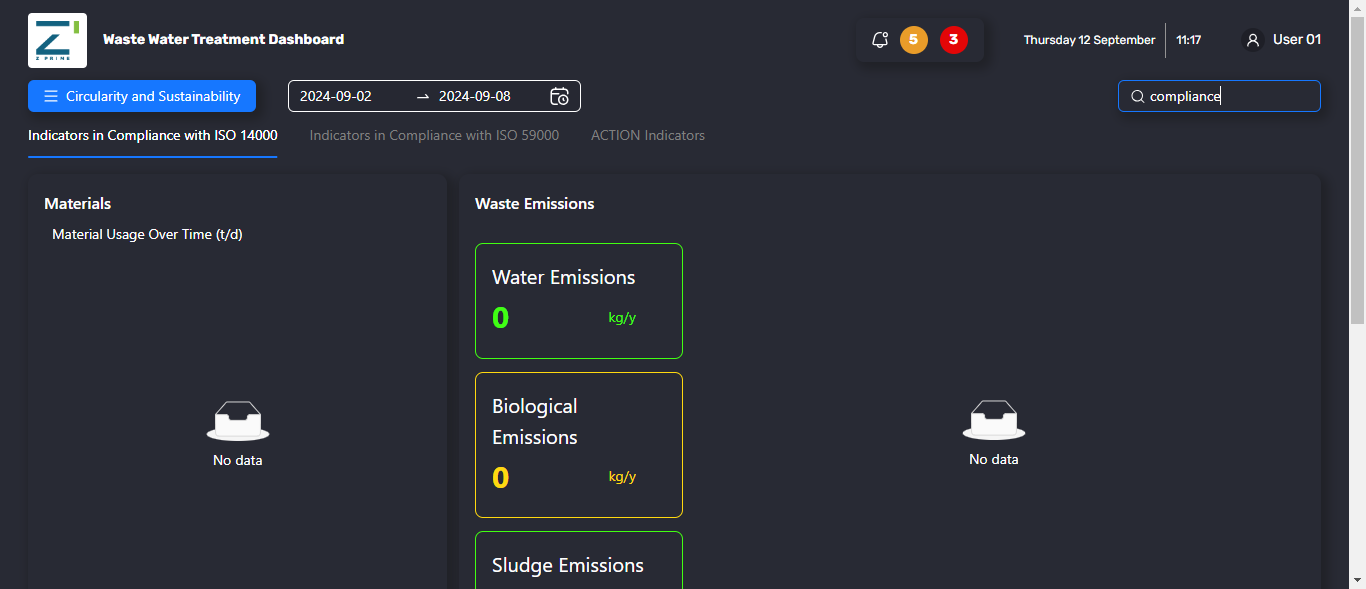 Z PRIME
Waste Water Treatment Dashboard
5
3
Thursday 12 September
11:17
User 01
Circularity and Sustainability
2024-09-02
2024-09-08
compliance
Indicators in Compliance with ISO 14000
Indicators in Compliance with ISO 59000
ACTION Indicators
Materials
Material Usage Over Time (t/d)
No data
Waste Emissions
Water Emissions
0 kg/y
Biological
Emissions
0 kg/y
Sludge Emissions
No data